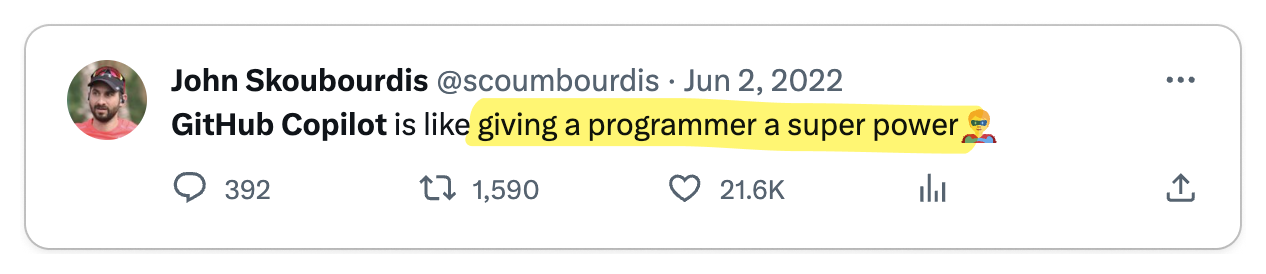 John Skoubourdis @scoumbourdis · Jun 2, 2022
GitHub Copilot is like giving a programmer a super power 🦸
392 1,590 21.6K